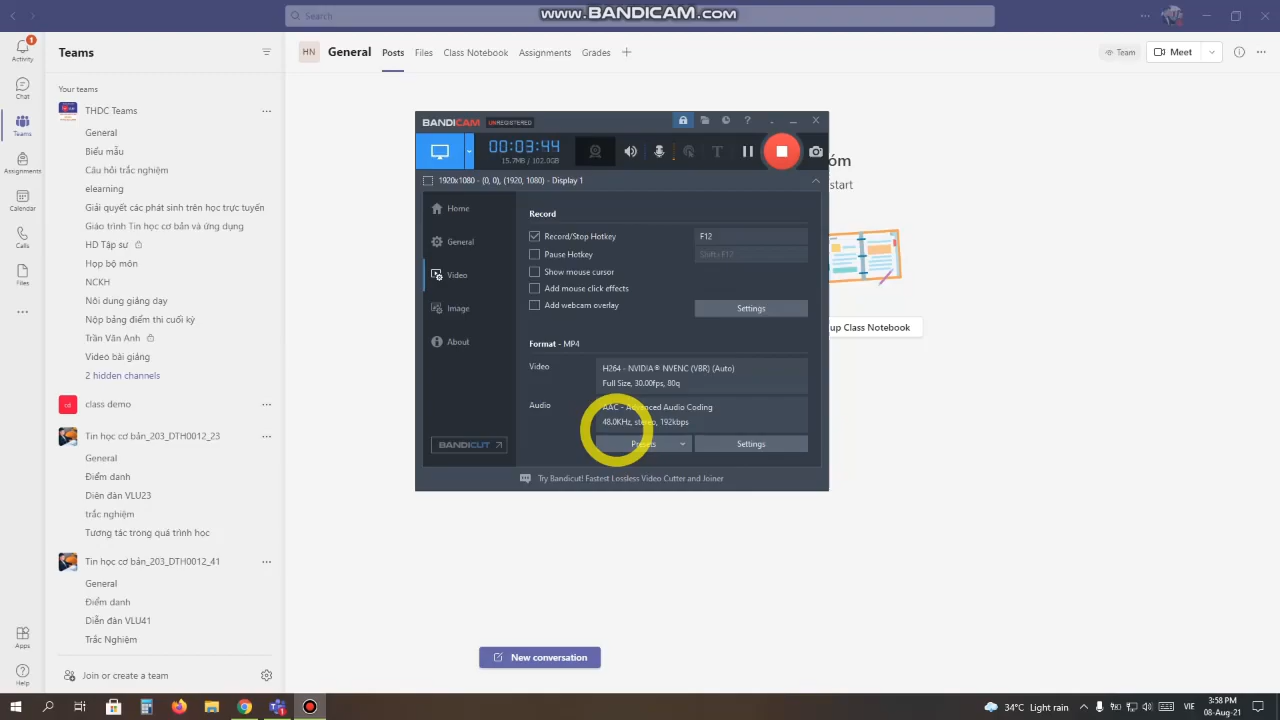 www.BANDICAM.com
Search
HN
General
Posts
Files
Class Notebook
Assignments
Grades
Team
Meet
1
Activity
Chat
Teams
Assignments
Calendar
Calls
Files
Apps
Help
Teams
Your teams
THDC Teams
General
Biểu mẫu
Câu hỏi trắc nghiệm
elearning
Giải quyết các phát sinh trên học trực tuyến
Giáo trình Tin học cơ bản và ứng dụng
HD Tập sự
Họp bộ môn
NCKH
Nội dung giảng dạy
Nộp bảng điểm thi cuối kỳ
Trần Văn Anh
Video bài giảng
2 hidden channels
cd
class demo
Tin học cơ bản_203_DTH0012_23
General
Điểm danh
Diễn đàn VLU23
trắc nghiệm
Tương tác trong quá trình học
Tin học cơ bản_203_DTH0012_41
General
Điểm danh
Diễn đàn VLU41
Trắc Nghiệm
Join or create a team
BANDICAM
UNREGISTERED
00:03:44
15.7MB / 102.0GB
1920x1080 - (0, 0), (1920, 1080) - Display 1
Home
General
Video
Image
About
BANDICUT
Record
Record/Stop Hotkey
F12
Pause Hotkey
Shift+F12
Show mouse cursor
Add mouse click effects
Add webcam overlay
Settings
Format - MP4
Video
H264 - NVIDIA® NVENC (VBR) (Auto)
Full Size, 30.00fps, 80q
Audio
AAC - Advanced Audio Coding
48.0KHz, stereo, 192kbps
Presets
Settings
Try Bandicut! Fastest Lossless Video Cutter and Joiner
óm
start
up Class Notebook
New conversation
34°C Light rain
VIE
3:58 PM
08-Aug-21